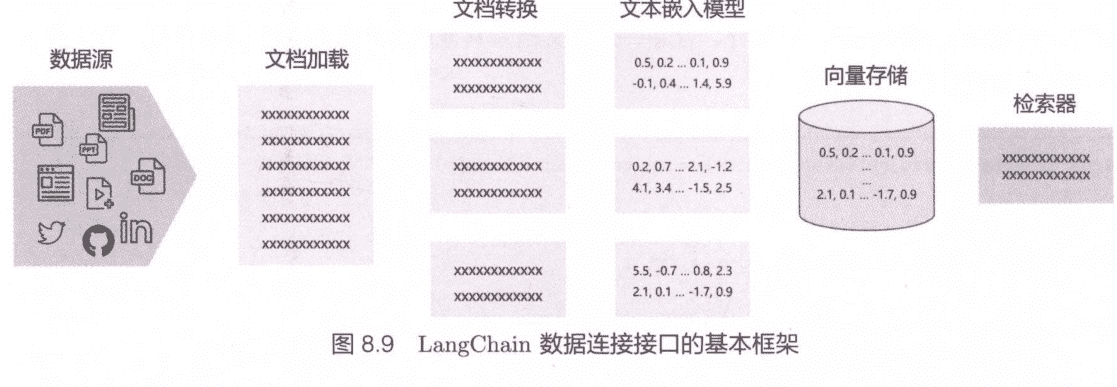 数据源
PDF
PPT
DOC
in
文档加载
xxxxxxxxxxxx
xxxxxxxxxxxx
xxxxxxxxxxxx
xxxxxxxxxxxx
xxxxxxxxxxxx
xxxxxxxxxxxx
文档转换
xxxxxxxxxxxx
xxxxxxxxxxxx
xxxxxxxxxxxx
xxxxxxxxxxxx
xxxxxxxxxxxx
xxxxxxxxxxxx
文本嵌入模型
0.5, 0.2 ... 0.1, 0.9
-0.1, 0.4 ... 1.4, 5.9
0.2, 0.7 ... 2.1, -1.2
4.1, 3.4 ... -1.5, 2.5
5.5, -0.7 ... 0.8, 2.3
2.1, 0.1 ... -1.7, 0.9
向量存储
0.5, 0.2 ... 0.1, 0.9
...
...
...
2.1, 0.1 ... -1.7, 0.9
检索器
xxxxxxxxxxxx
xxxxxxxxxxxx
图 8.9 LangChain 数据连接接口的基本框架